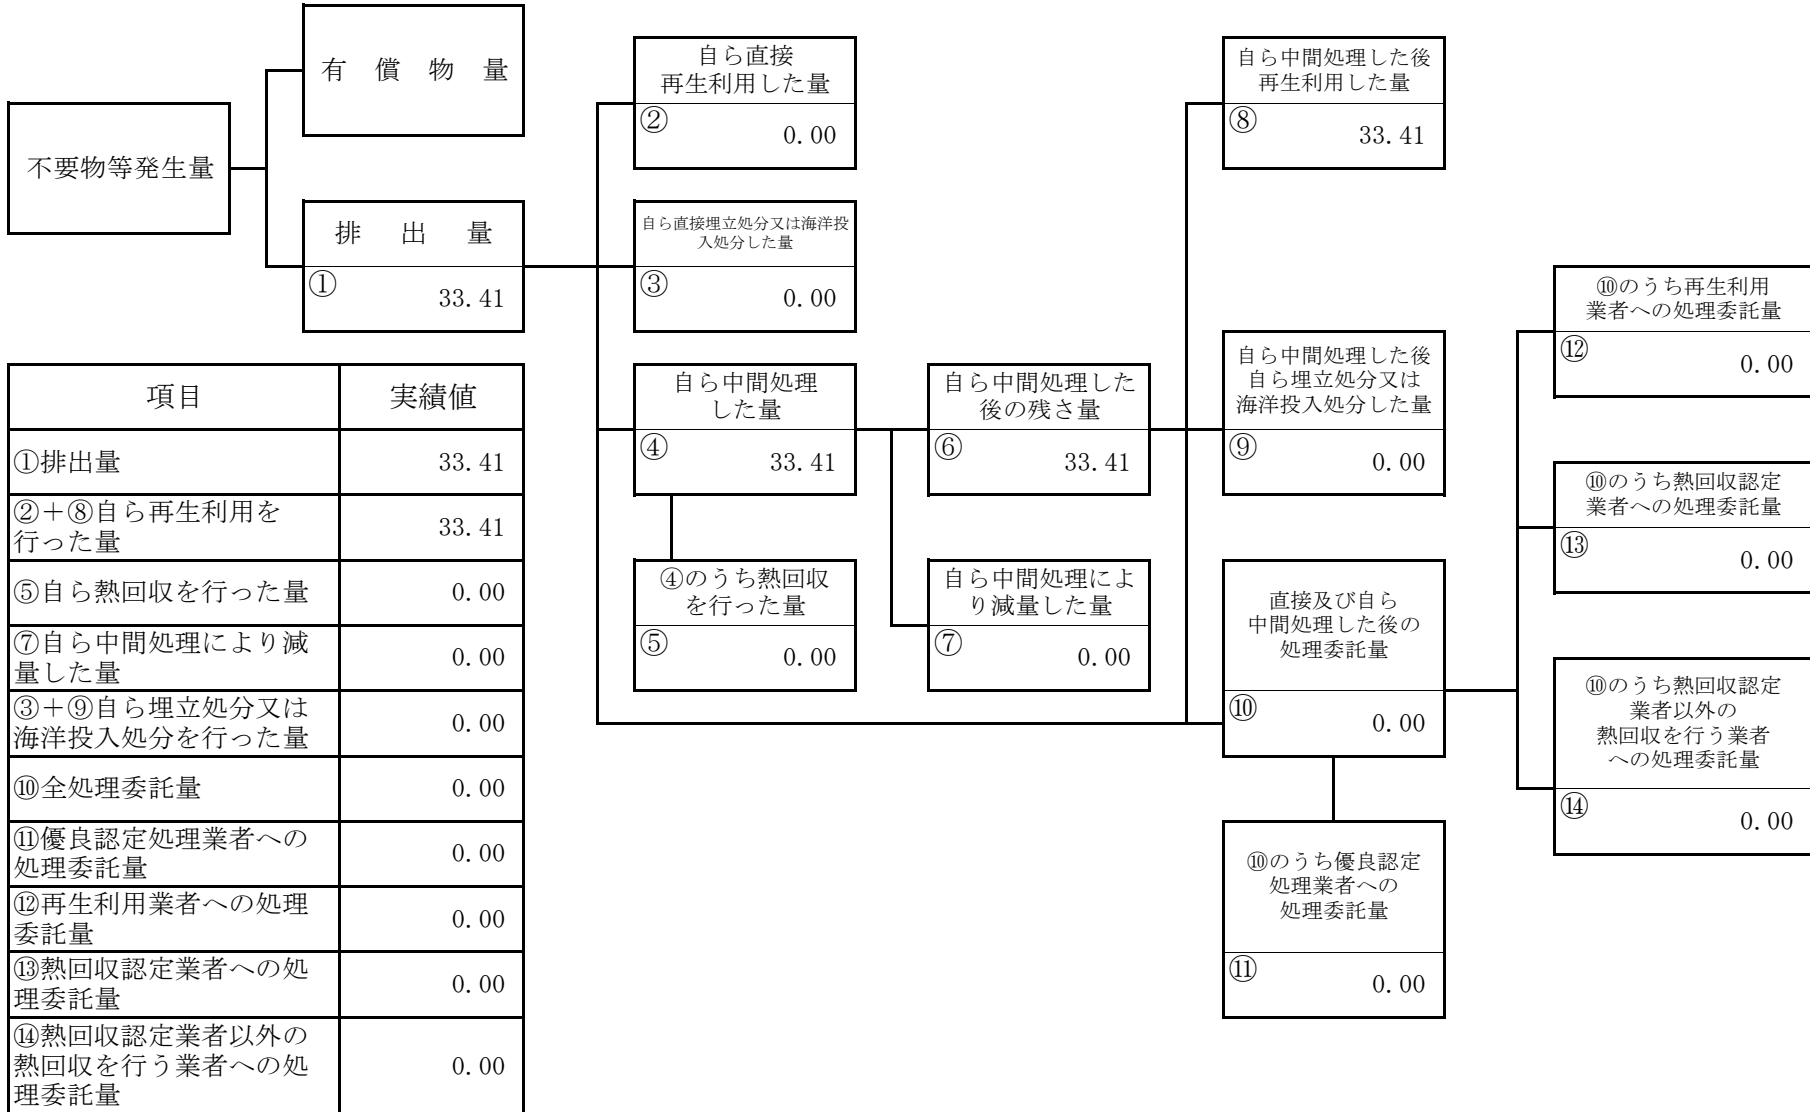 有償物量
不要物等発生量
排出量
①
33.41
自ら直接
再生利用した量
②
0.00
自ら直接埋立処分又は海洋投
入処分した量
③
0.00
自ら中間処理
した量
④
33.41
④のうち熱回収
を行った量
⑤
0.00
自ら中間処理した
後の残さ量
⑥
33.41
自ら中間処理によ
り減量した量
⑦
0.00
自ら中間処理した後
再生利用した量
⑧
33.41
自ら中間処理した後
自ら埋立処分又は
海洋投入処分した量
⑨
0.00
直接及び自ら
中間処理した後の
処理委託量
⑩
0.00
⑩のうち優良認定
処理業者への
処理委託量
⑪
0.00
⑩のうち再生利用
業者への処理委託量
⑫
0.00
⑩のうち熱回収認定
業者への処理委託量
⑬
0.00
⑩のうち熱回収認定
業者以外の
熱回収を行う業者
への処理委託量
⑭
0.00
項目 実績値
①排出量 33.41
②+⑧自ら再生利用を
行った量 33.41
⑤自ら熱回収を行った量 0.00
⑦自ら中間処理により減
量した量 0.00
③+⑨自ら埋立処分又は
海洋投入処分を行った量 0.00
⑩全処理委託量 0.00
⑪優良認定処理業者への
処理委託量 0.00
⑫再生利用業者への処理
委託量 0.00
⑬熱回収認定業者への処
理委託量 0.00
⑭熱回収認定業者以外の
熱回収を行う業者への処
理委託量 0.00